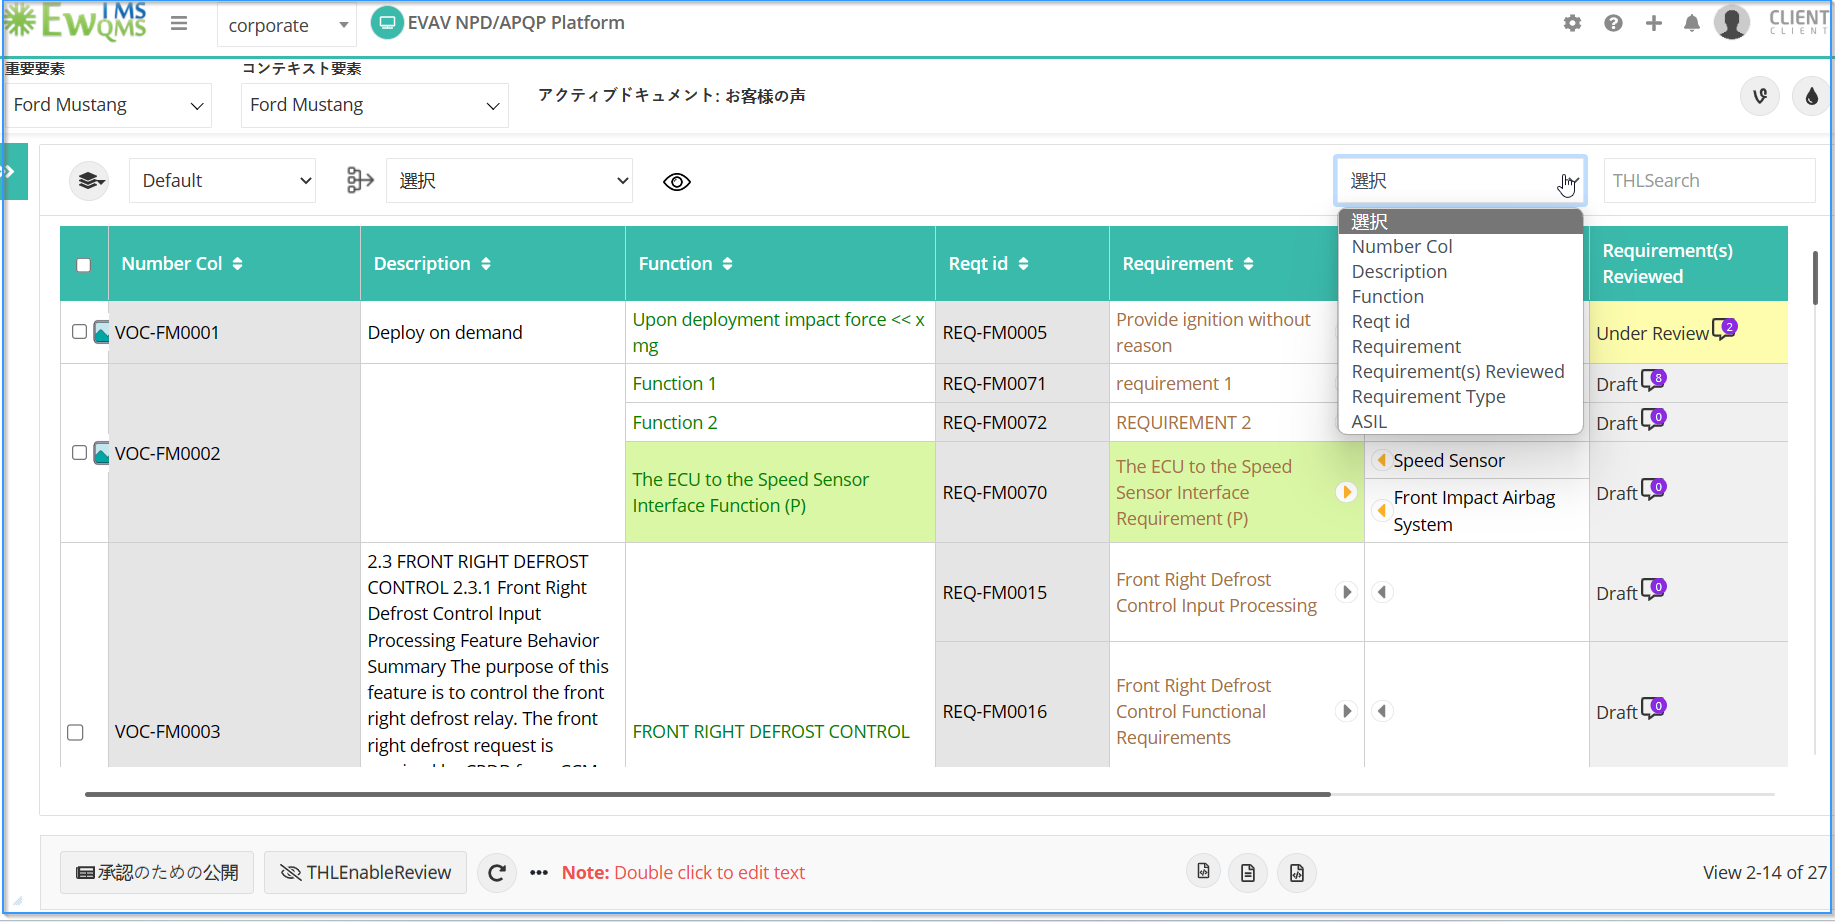 EwIMS
QMS
corporate
EVAV NPD/APQP Platform
CLIENT
CLIENT
重要要素
コンテキスト要素
Ford Mustang
Ford Mustang
アクティブドキュメント: お客様の声
Default
選択
選択
THLSearch
選択
Number Col
Description
Function
Reqt id
Requirement
Requirement(s) Reviewed
Requirement Type
ASIL
Number Col
Description
Function
Reqt id
Requirement
Requirement(s)
Reviewed
VOC-FM0001
Deploy on demand
Upon deployment impact force << x
mg
REQ-FM0005
Provide ignition without
reason
Under Review
2
VOC-FM0002
Function 1
REQ-FM0071
requirement 1
Draft
8
Function 2
REQ-FM0072
REQUIREMENT 2
Draft
0
The ECU to the Speed Sensor
Interface Function (P)
REQ-FM0070
The ECU to the Speed
Sensor Interface
Requirement (P)
Speed Sensor
Front Impact Airbag
System
Draft
0
VOC-FM0003
2.3 FRONT RIGHT DEFROST
CONTROL 2.3.1 Front Right
Defrost Control Input
Processing Feature Behavior
Summary The purpose of this
feature is to control the front
right defrost relay. The front
right defrost request is
FRONT RIGHT DEFROST CONTROL
REQ-FM0015
Front Right Defrost
Control Input Processing
Draft
0
REQ-FM0016
Front Right Defrost
Control Functional
Requirements
Draft
0
承認のための公開
THLEnableReview
Note: Double click to edit text
View 2-14 of 27